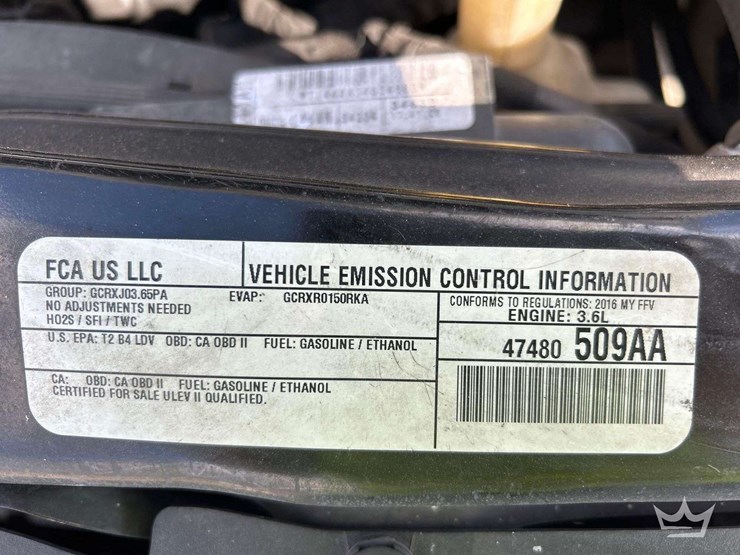 FCA US LLC
VEHICLE EMISSION CONTROL INFORMATION
GROUP: GCRXJ03.65PA EVAP: GCRXR0150RKA
NO ADJUSTMENTS NEEDED
HO2S / SFI / TWC
CONFORMS TO REGULATIONS: 2016 MY FFV
ENGINE: 3.6L
U.S. EPA: T2 B4 LDV OBD: CA OBD II FUEL: GASOLINE / ETHANOL
47480 509AA
CA: OBD: CA OBD II FUEL: GASOLINE / ETHANOL
CERTIFIED FOR SALE ULEV II QUALIFIED.